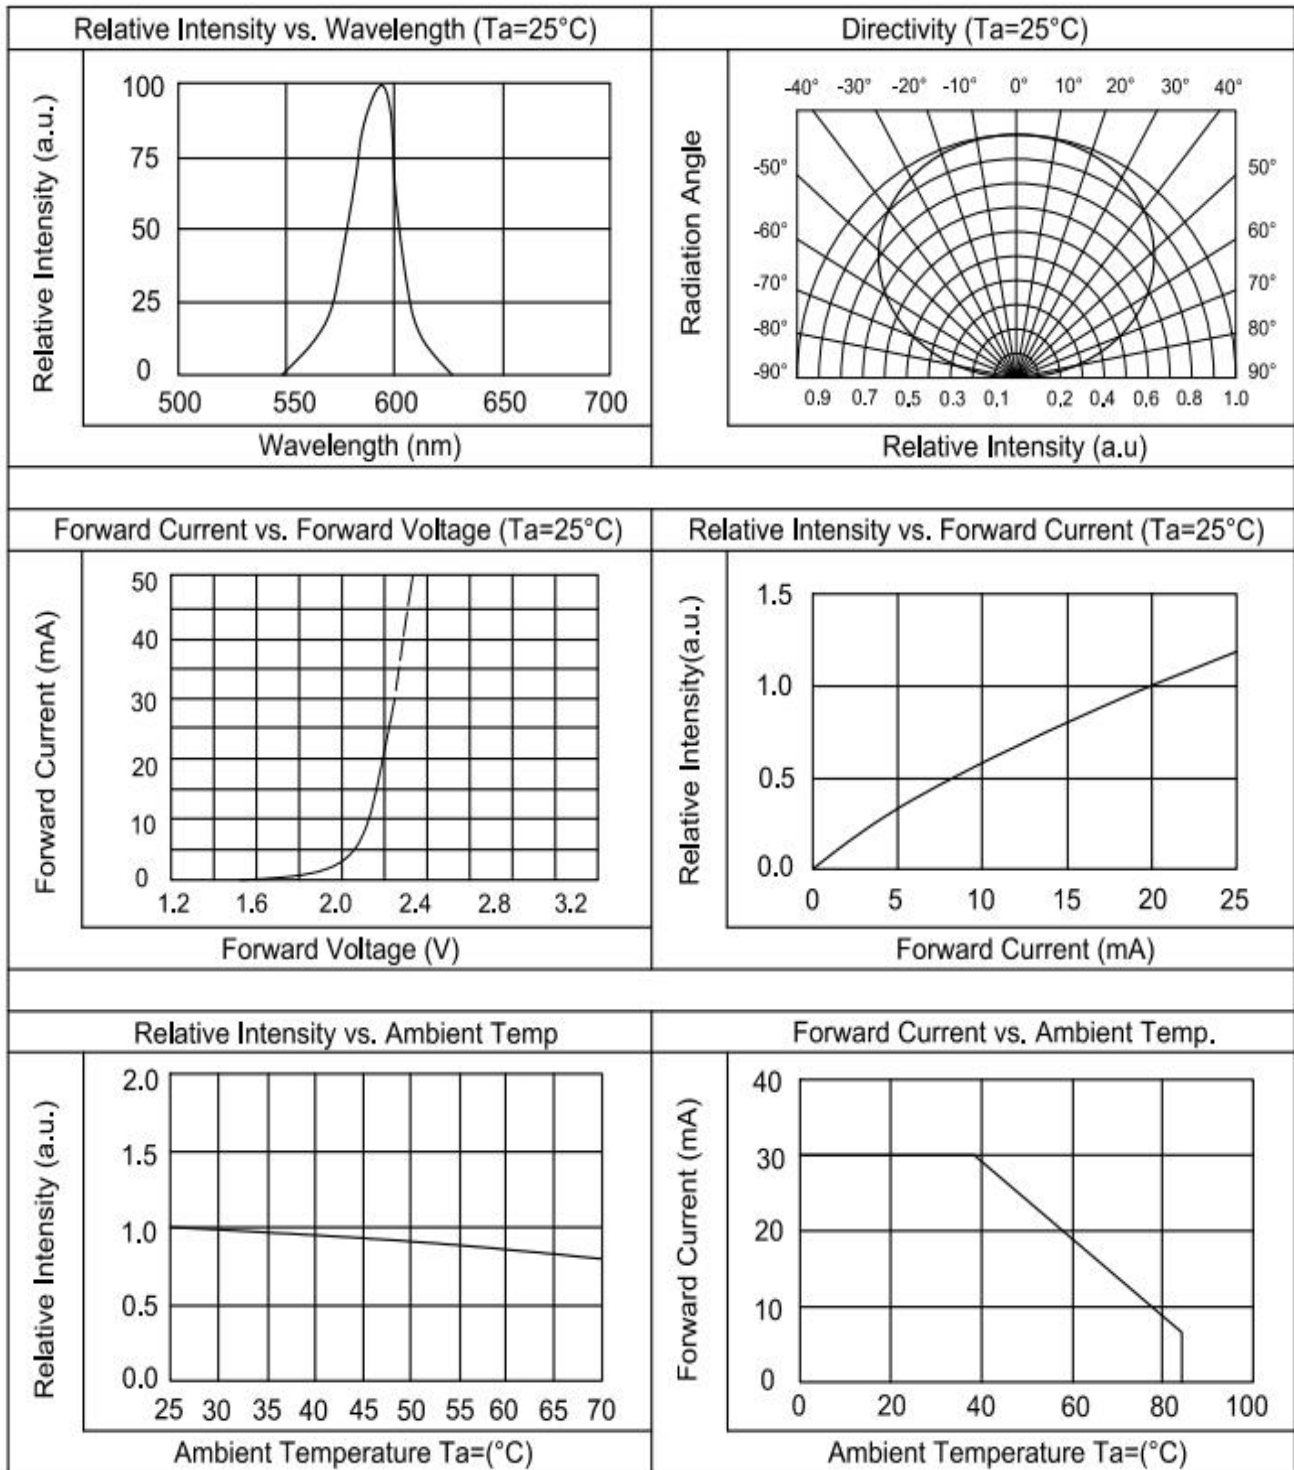 Relative Intensity vs. Wavelength (Ta=25°C)
Relative Intensity (a.u.)
100
75
50
25
0
500 550 600 650 700
Wavelength (nm)
Directivity (Ta=25°C)
Radiation Angle
-40° -30° -20° -10° 0° 10° 20° 30° 40°
-50° 50°
-60° 60°
-70° 70°
-80° 80°
-90° 90°
0.9 0.7 0.5 0.3 0.1 0.2 0.4 0.6 0.8 1.0
Relative Intensity (a.u)
Forward Current vs. Forward Voltage (Ta=25°C)
Forward Current (mA)
50
40
30
20
10
0
1.2 1.6 2.0 2.4 2.8 3.2
Forward Voltage (V)
Relative Intensity vs. Forward Current (Ta=25°C)
Relative Intensity(a.u.)
1.5
1.0
0.5
0.0
0 5 10 15 20 25
Forward Current (mA)
Relative Intensity vs. Ambient Temp
Relative Intensity (a.u.)
2.0
1.5
1.0
0.5
0.0
25 30 35 40 45 50 55 60 65 70
Ambient Temperature Ta=(°C)
Forward Current vs. Ambient Temp.
Forward Current (mA)
40
30
20
10
0
0 20 40 60 80 100
Ambient Temperature Ta=(°C)